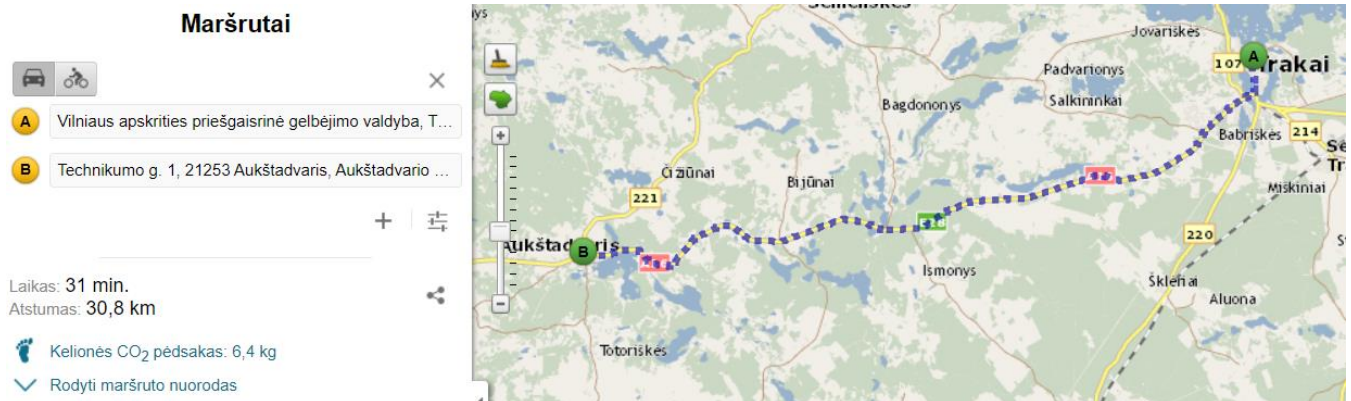 Maršrutai
A
Vilniaus apskrities priešgaisrinė gelbėjimo valdyba, T…
B
Technikumo g. 1, 21253 Aukštadvaris, Aukštadvario …
Laikas: 31 min.
Atstumas: 30,8 km
Kelionės CO₂ pėdsakas: 6,4 kg
Rodyti maršruto nuorodas
Jovariškės
107
A
Trakai
Padvarionys
Salkininkai
Bagdononys
Babriškės
214
Čižiūnai
Bijūnai
Miškiniai
221
220
B
Ismonys
Škleriai
Aluona
Totoriškės